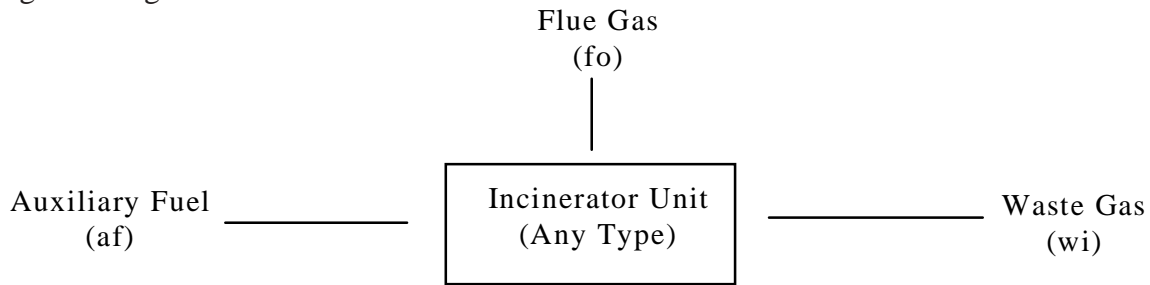 Flue Gas
(fo)
Incinerator Unit
(Any Type)
Auxiliary Fuel
(af)
Waste Gas
(wi)